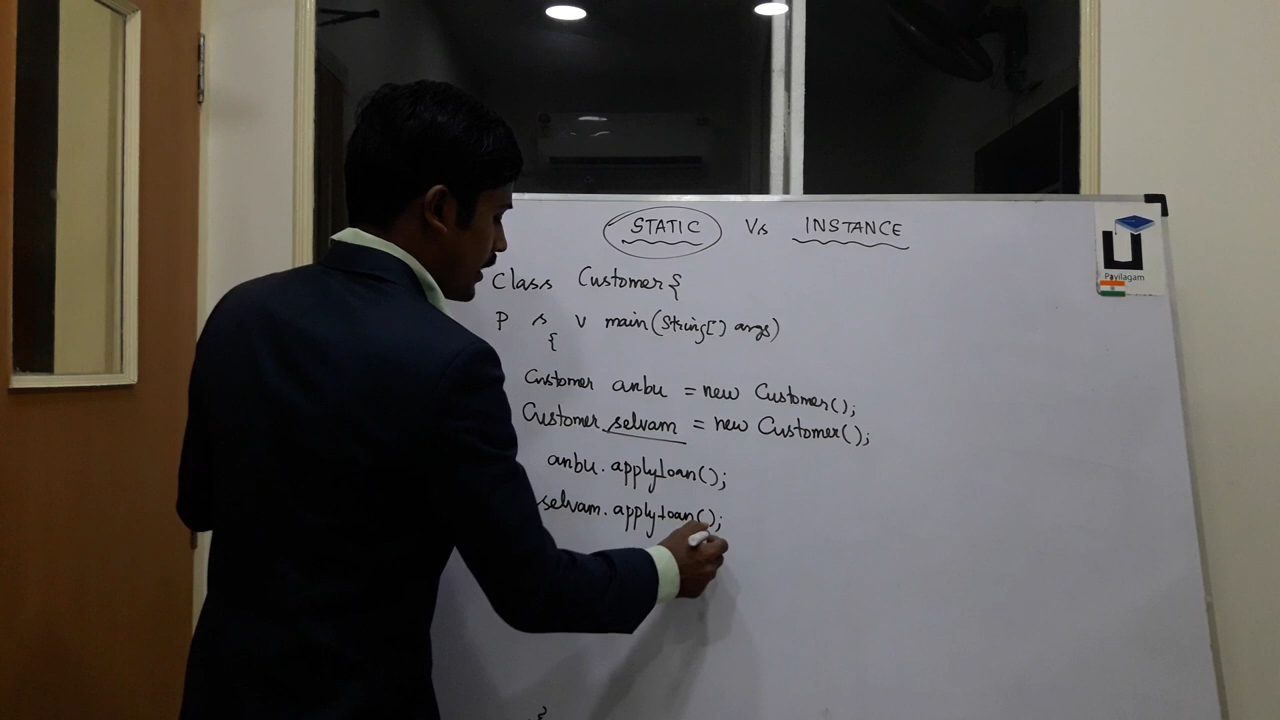 STATIC Vs INSTANCE
Class Customer{
P s v main(String[] args)
{
Customer anbu = new Customer();
Customer selvam = new Customer();
anbu.applyLoan();
selvam.applyLoan();
}
Payilagam